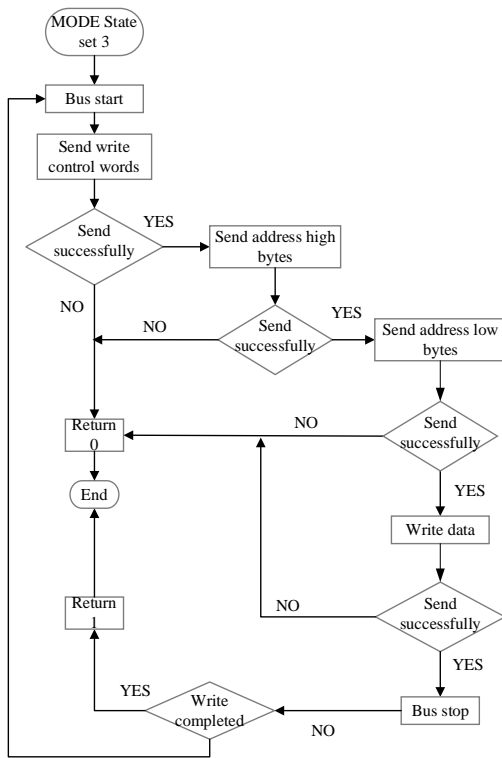 MODE State
set 3
Bus start
Send write
control words
YES
Send
successfully
Send address high
bytes
NO
NO
Send
successfully
YES
Send address low
bytes
Return
0
NO
Send
successfully
End
YES
Write data
Return
1
NO
Send
successfully
YES
YES
Write
completed
NO
Bus stop